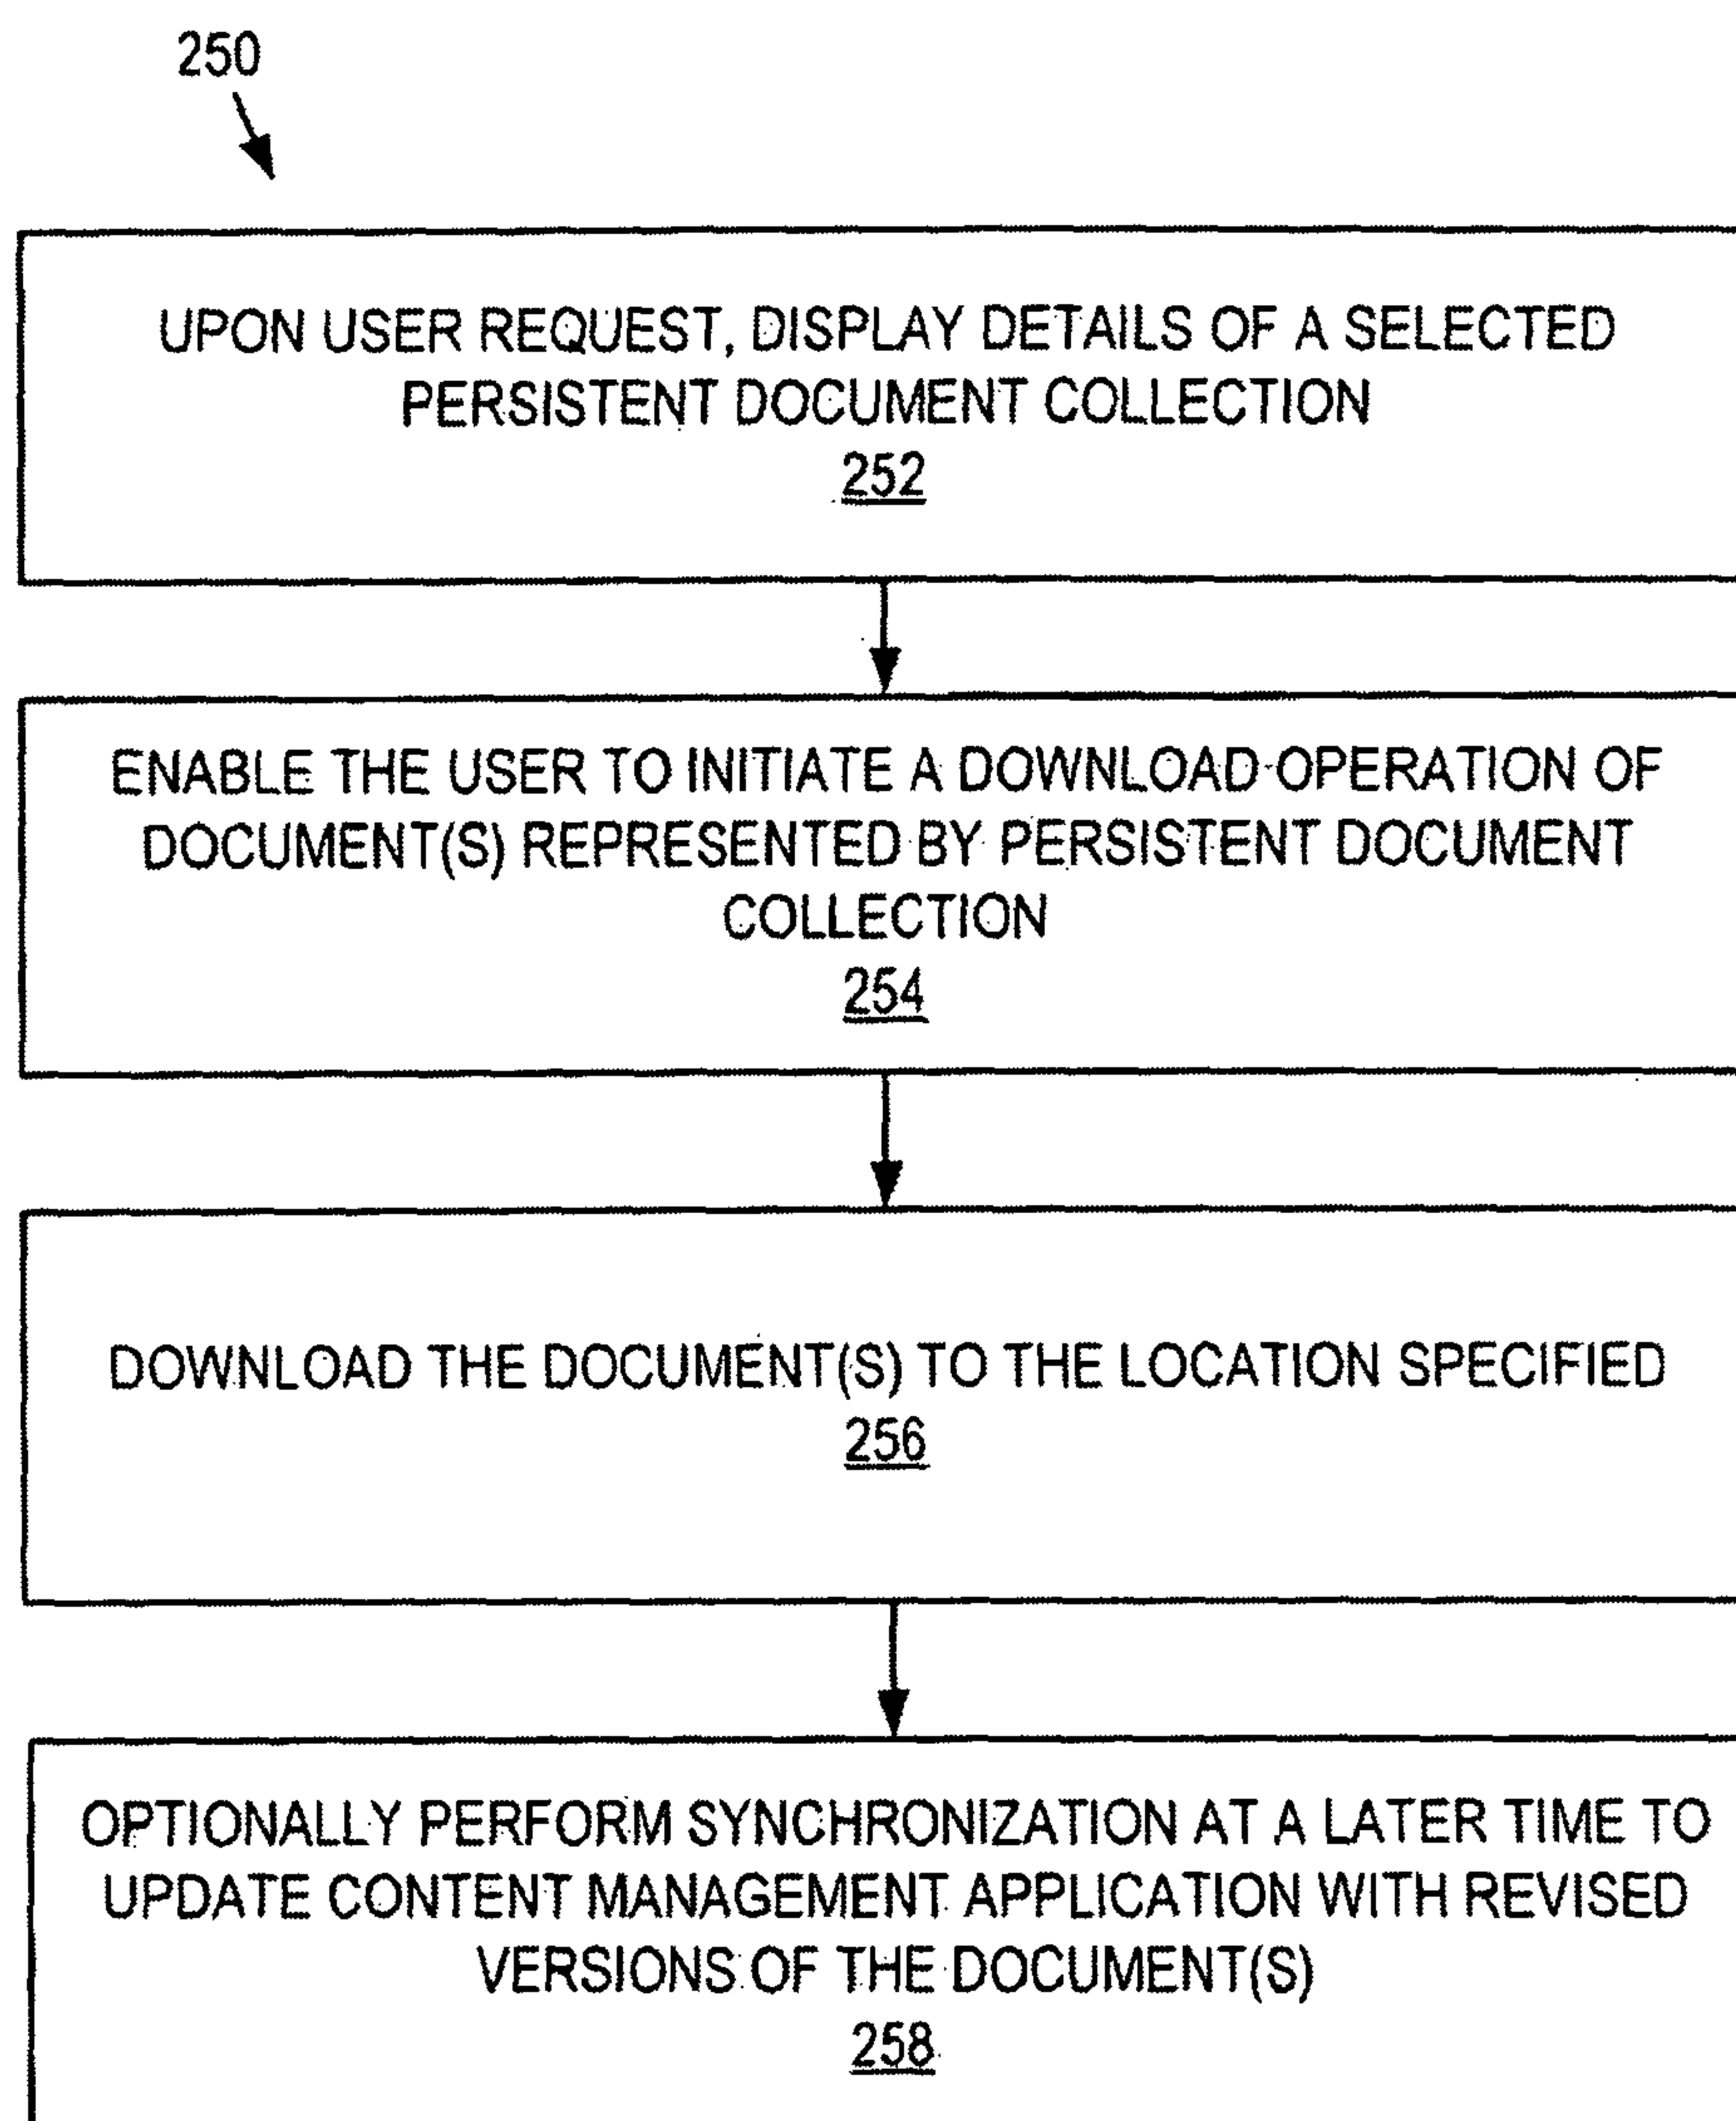 250
UPON USER REQUEST, DISPLAY DETAILS OF A SELECTED
PERSISTENT DOCUMENT COLLECTION
252
ENABLE THE USER TO INITIATE A DOWNLOAD OPERATION OF
DOCUMENT(S) REPRESENTED BY PERSISTENT DOCUMENT
COLLECTION
254
DOWNLOAD THE DOCUMENT(S) TO THE LOCATION SPECIFIED
256
OPTIONALLY PERFORM SYNCHRONIZATION AT A LATER TIME TO
UPDATE CONTENT MANAGEMENT APPLICATION WITH REVISED
VERSIONS OF THE DOCUMENT(S)
258